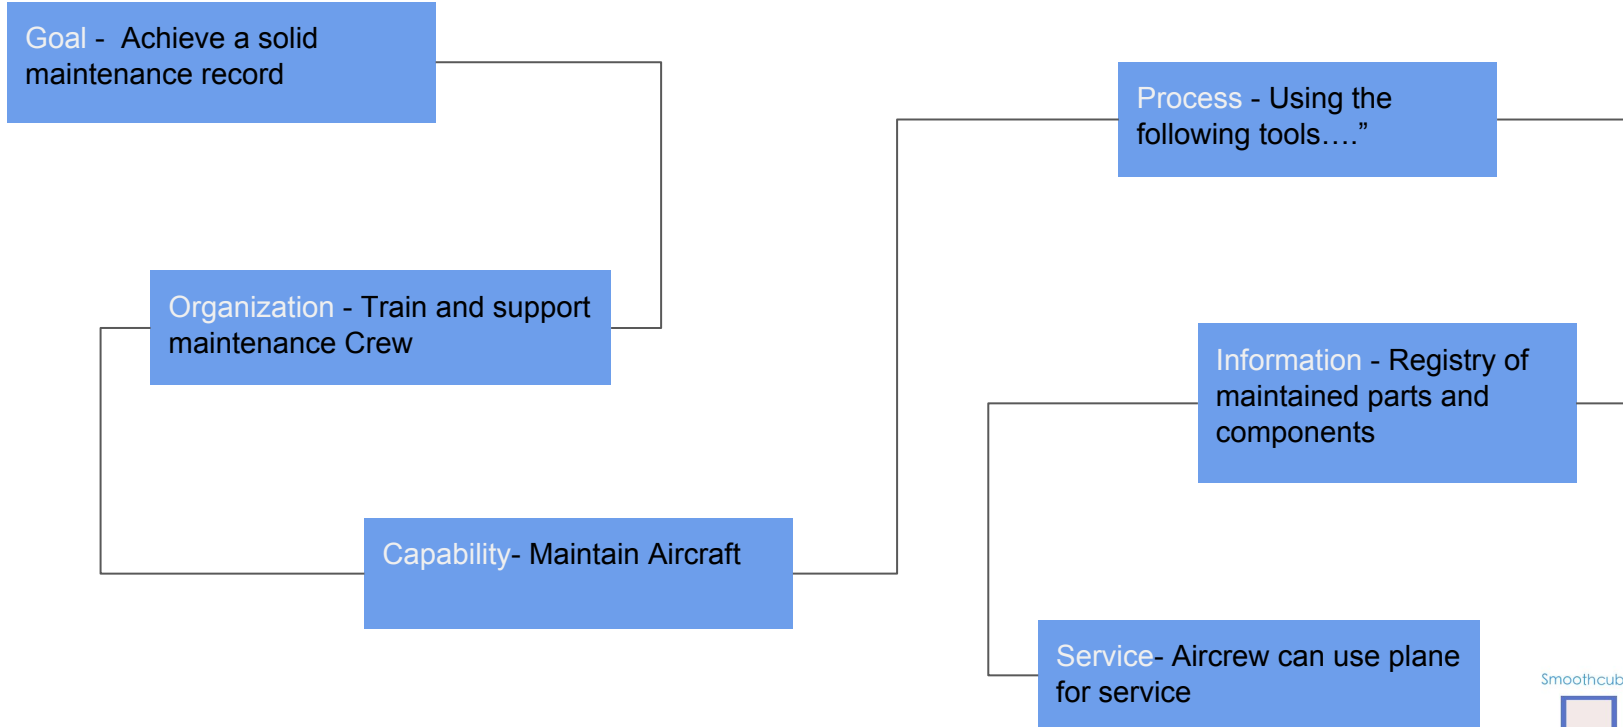 Goal -  Achieve a solid
maintenance record
Organization - Train and support
maintenance Crew
Capability- Maintain Aircraft
Process - Using the
following tools….”
Information - Registry of
maintained parts and
components
Service- Aircrew can use plane
for service
Smoothcub